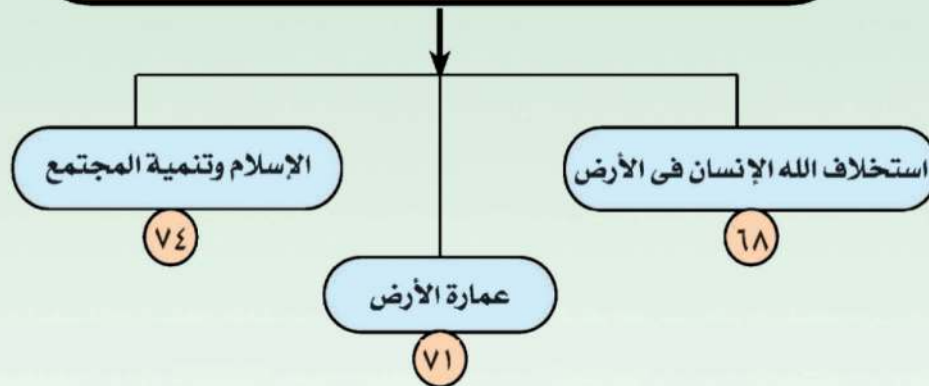 استخلاف الله الإنسان فى الأرض
٦٨
عمارة الأرض
٧١
الإسلام وتنمية المجتمع
٧٤